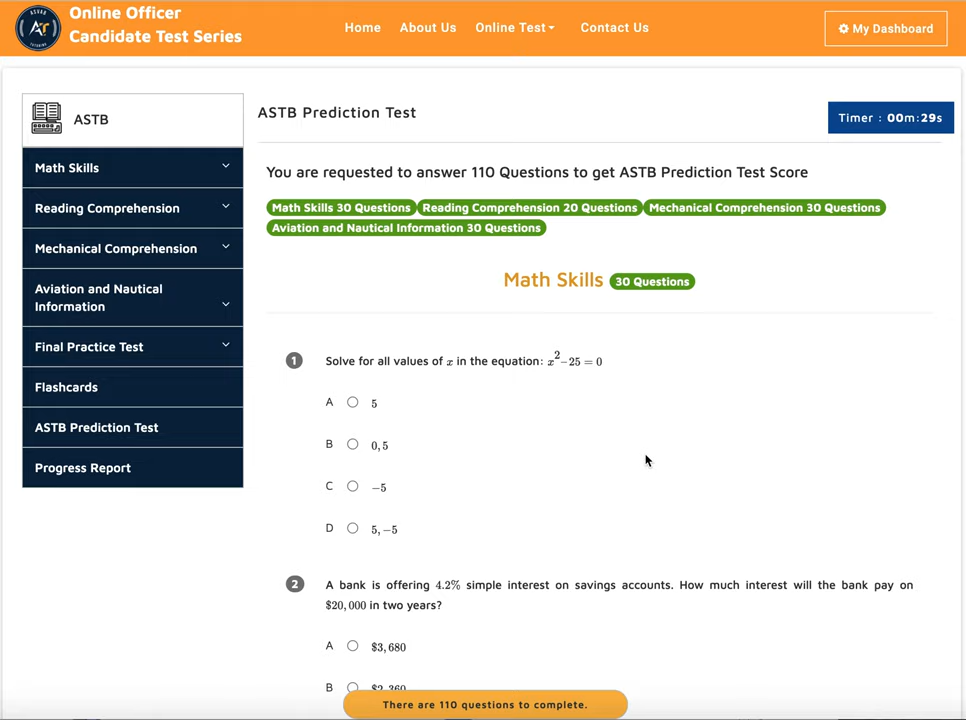 ASVAB
Ar
TUTORING
Online Officer
Candidate Test Series
Home
About Us
Online Test
Contact Us
My Dashboard
ASTB
Math Skills
Reading Comprehension
Mechanical Comprehension
Aviation and Nautical
Information
Final Practice Test
Flashcards
ASTB Prediction Test
Progress Report
ASTB Prediction Test
Timer : 00m:29s
You are requested to answer 110 Questions to get ASTB Prediction Test Score
Math Skills 30 Questions Reading Comprehension 20 Questions Mechanical Comprehension 30 Questions
Aviation and Nautical Information 30 Questions
Math Skills 30 Questions
1 Solve for all values of x in the equation: x²–25 = 0
A 5
B 0, 5
C –5
D 5, –5
2 A bank is offering 4.2% simple interest on savings accounts. How much interest will the bank pay on
$20,000 in two years?
A $3,680
B $2,360
There are 110 questions to complete.